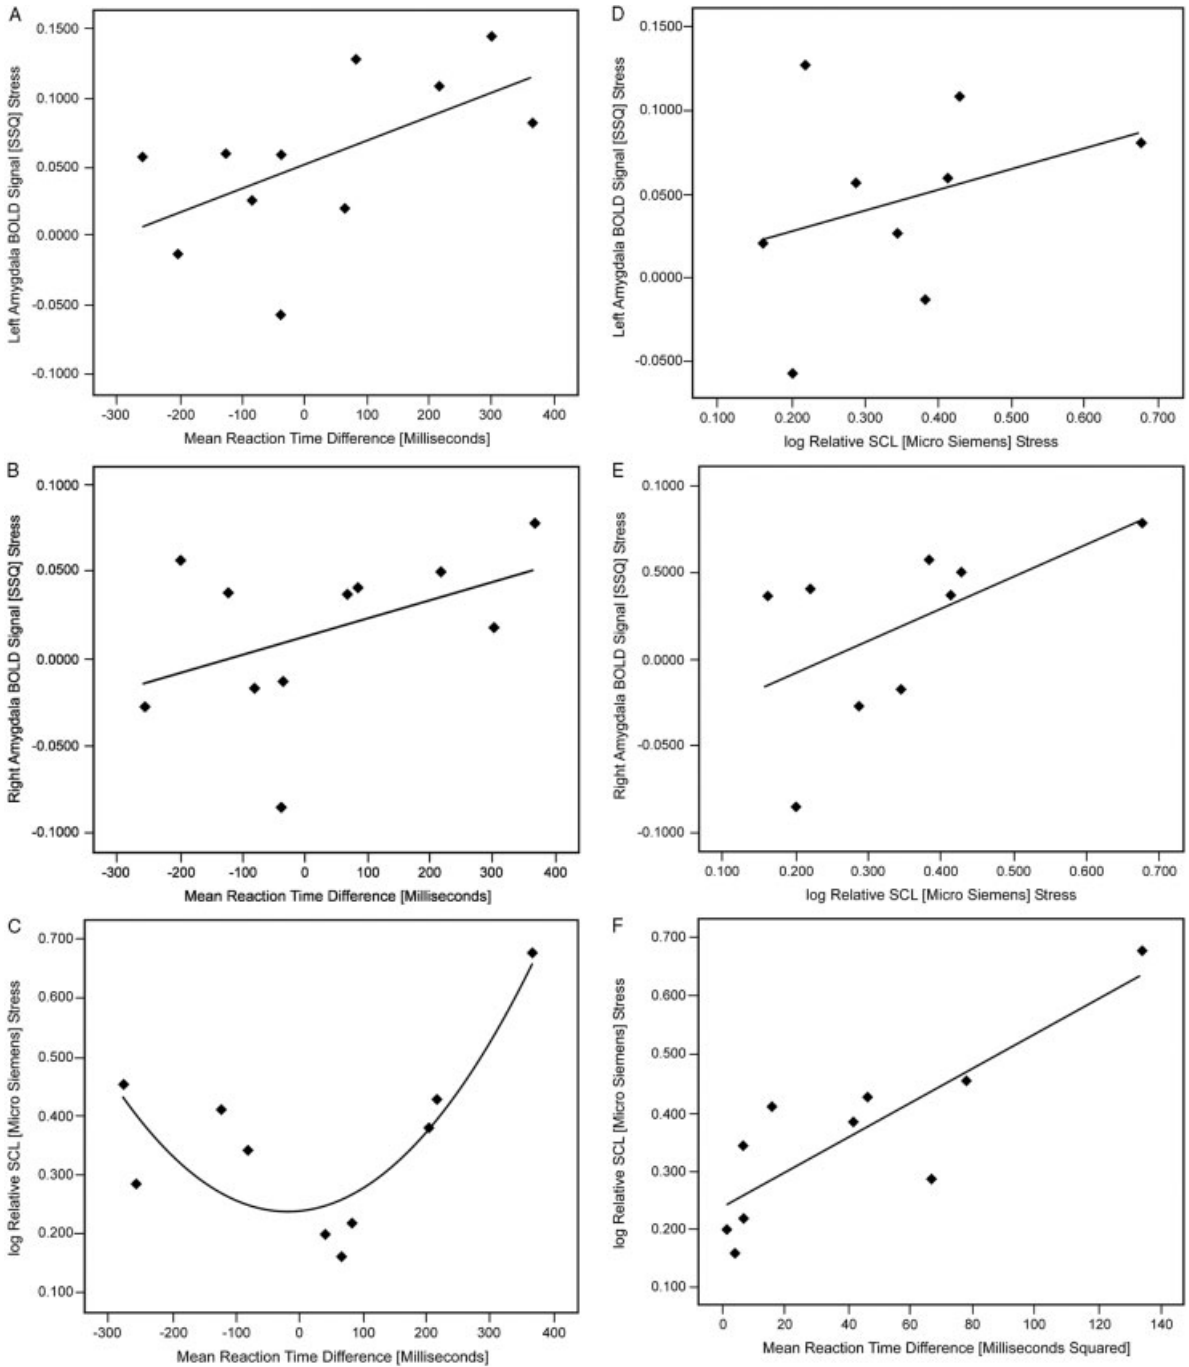 A
Left Amygdala BOLD Signal [SSQ] Stress
0.1500
0.1000
0.0500
0.0000
-0.0500
-0.1000
-300 -200 -100 0 100 200 300 400
Mean Reaction Time Difference [Milliseconds]
D
Left Amygdala BOLD Signal [SSQ] Stress
0.1500
0.1000
0.0500
0.0000
-0.0500
0.100 0.200 0.300 0.400 0.500 0.600 0.700
log Relative SCL [Micro Siemens] Stress
B
Right Amygdala BOLD Signal [SSQ] Stress
0.1000
0.0500
0.0000
-0.0500
-0.1000
-300 -200 -100 0 100 200 300 400
Mean Reaction Time Difference [Milliseconds]
E
Right Amygdala BOLD Signal [SSQ] Stress
0.1000
0.5000
0.0000
-0.0500
-0.1000
0.100 0.200 0.300 0.400 0.500 0.600 0.700
log Relative SCL [Micro Siemens] Stress
C
log Relative SCL [Micro Siemens] Stress
0.700
0.600
0.500
0.400
0.300
0.200
0.100
-300 -200 -100 0 100 200 300 400
Mean Reaction Time Difference [Milliseconds]
F
log Relative SCL [Micro Siemens] Stress
0.700
0.600
0.500
0.400
0.300
0.200
0.100
0 20 40 60 80 100 120 140
Mean Reaction Time Difference [Milliseconds Squared]